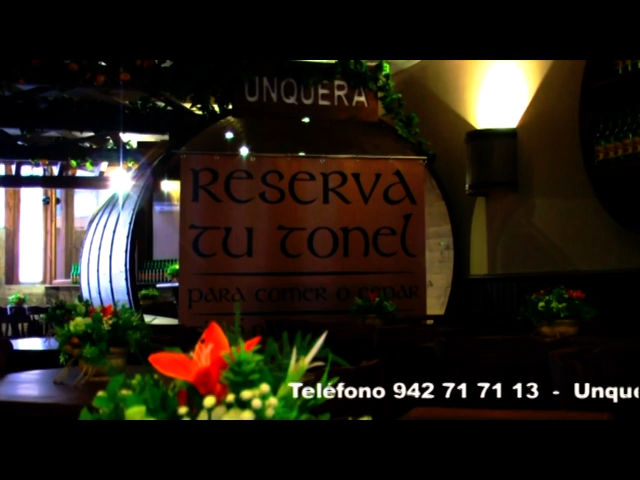 UNQUERA
RESERVA
TU TONEL
PARA COMER O CENAR
Teléfono 942 71 71 13 - Unque